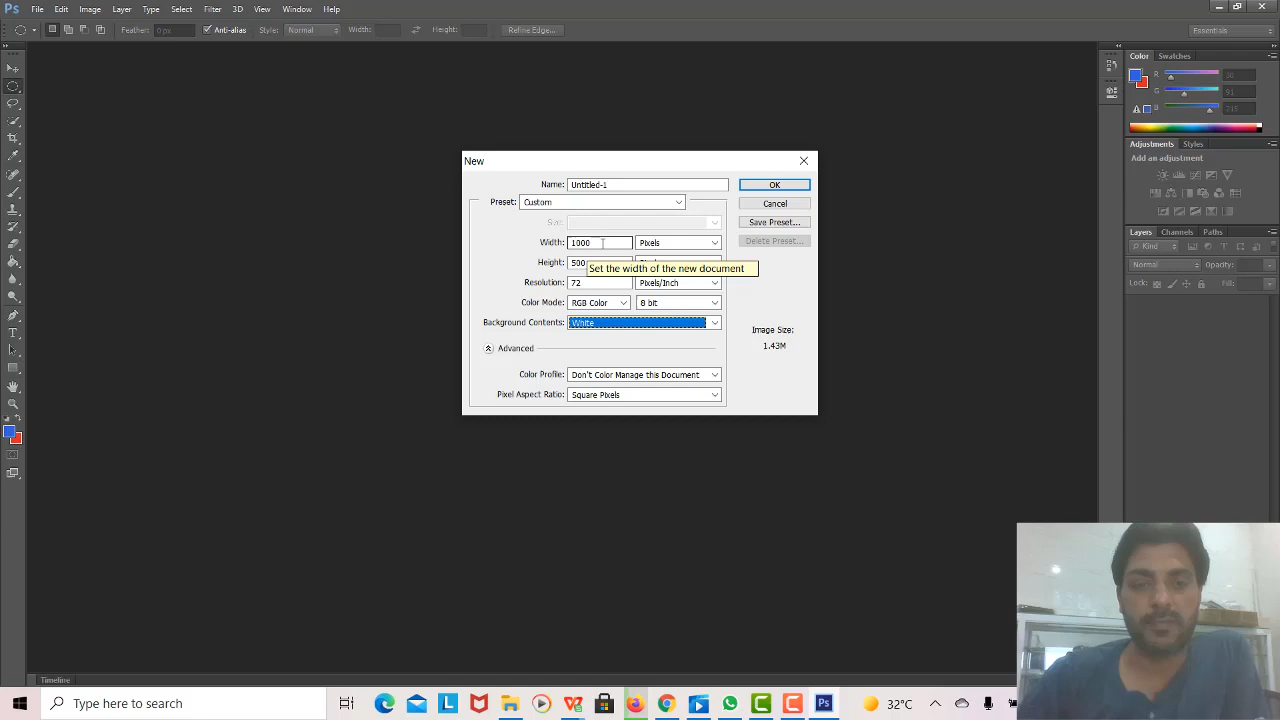 Ps File Edit Image Layer Type Select Filter 3D View Window Help
Feather: 0 px Anti-alias Style: Normal Width: Height: Refine Edge... Essentials
Color Swatches
R
G 91
B
Adjustments Styles
Add an adjustment
Layers Channels Paths
Kind
Normal Opacity:
Lock: Fill:
New
Name: Untitled-1 OK
Preset: Custom Cancel
Size: Save Preset...
Width: 1000 Pixels Delete Preset...
Height: 500
Set the width of the new document
Resolution: 72 Pixels/Inch
Color Mode: RGB Color 8 bit
Background Contents: White
Image Size:
1.43M
Advanced
Color Profile: Don't Color Manage this Document
Pixel Aspect Ratio: Square Pixels
Timeline
Type here to search
32°C